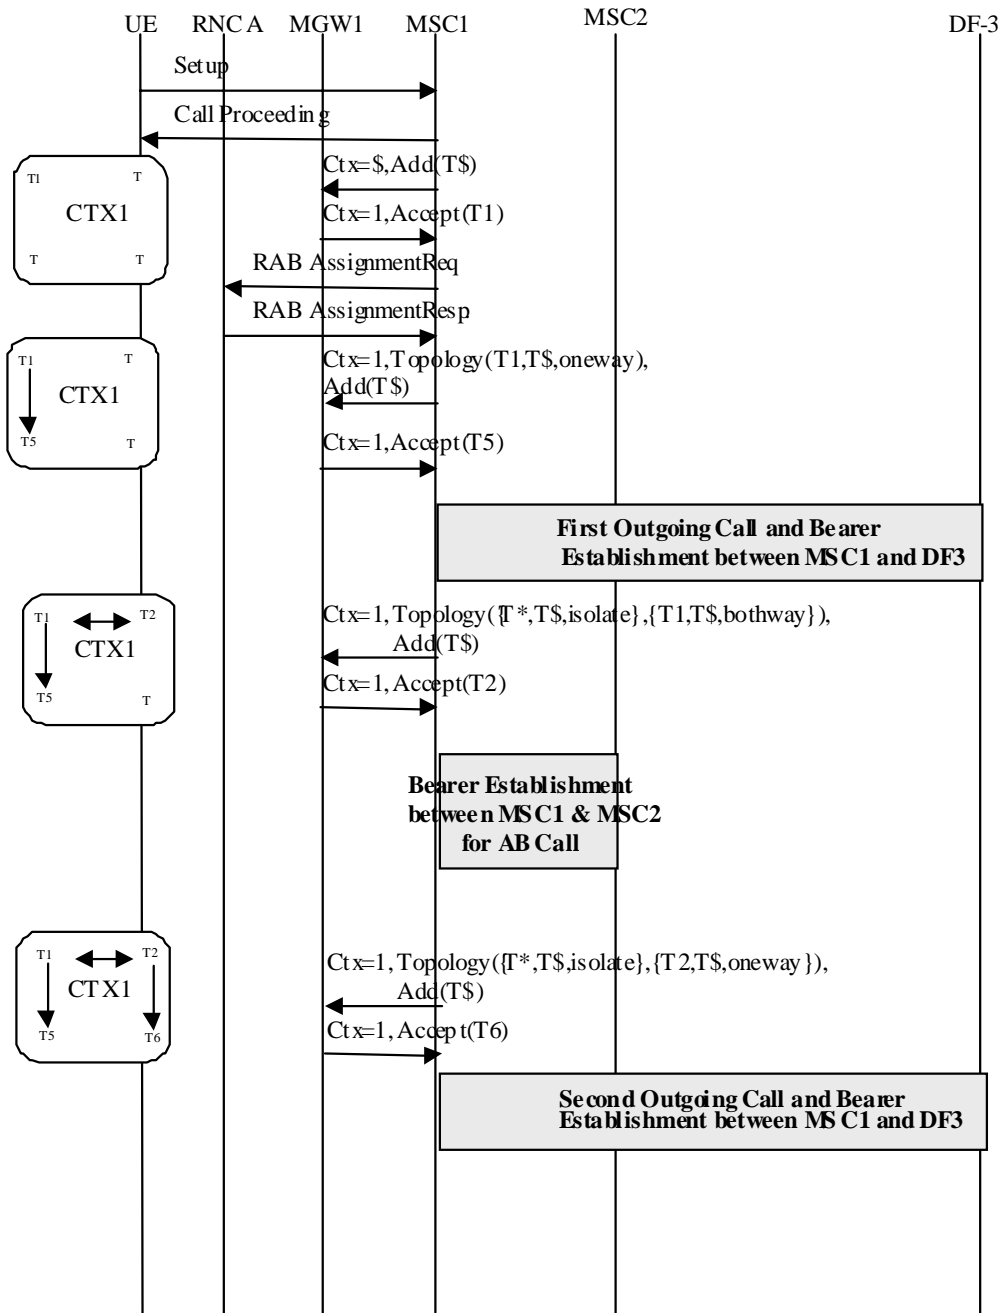 UE RNCA MGW1 MSC1 MSC2 DF-3
Setup
Call Proceeding
Ctx=$,Add(T$)
T1 T
CTX1
T T
Ctx=1,Accept(T1)
RAB AssignmentReq
RAB AssignmentResp
Ctx=1,Topology(T1,T$,oneway),
Add(T$)
T1 T
CTX1
T5 T
Ctx=1,Accept(T5)
First Outgoing Call and Bearer
Establishment between MSC1 and DF3
Ctx=1,Topology({T*,T$,isolate},{T1,T$,bothway}),
Add(T$)
T1 T2
CTX1
T5 T
Ctx=1,Accept(T2)
Bearer Establishment
between MSC1 & MSC2
for AB Call
Ctx=1,Topology({T*,T$,isolate},{T2,T$,oneway}),
Add(T$)
T1 T2
CTX1
T5 T6
Ctx=1,Accept(T6)
Second Outgoing Call and Bearer
Establishment between MSC1 and DF3